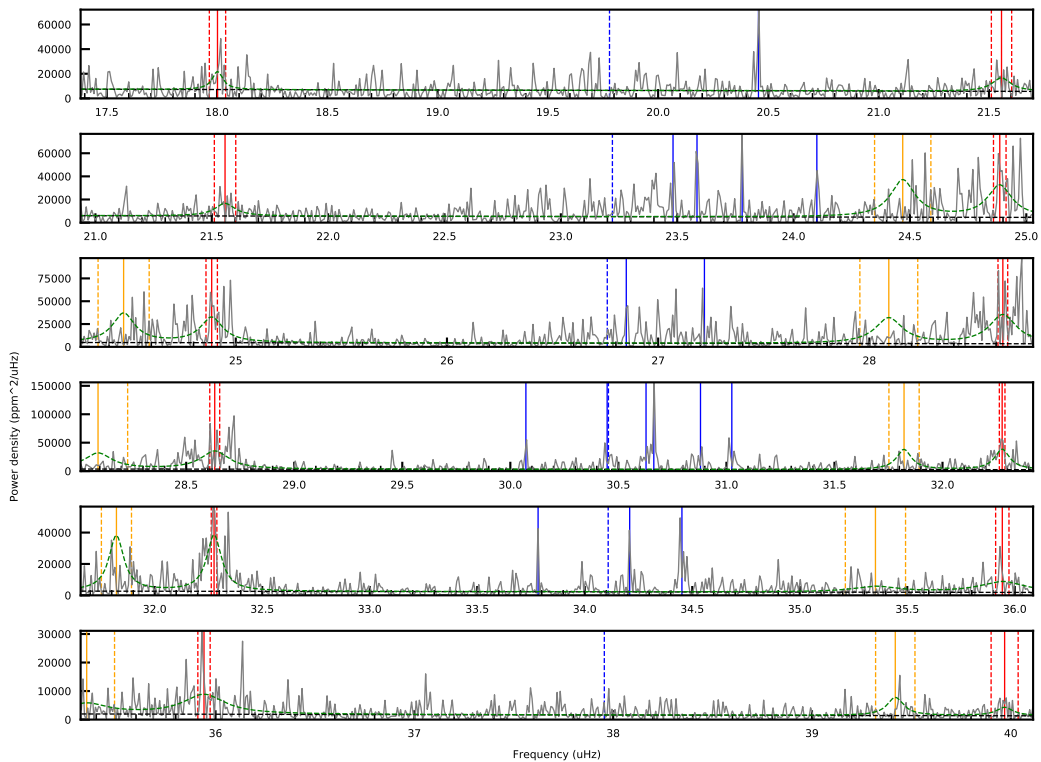 60000
40000
20000
0
17.5 18.0 18.5 19.0 19.5 20.0 20.5 21.0 21.5
60000
40000
20000
0
21.0 21.5 22.0 22.5 23.0 23.5 24.0 24.5 25.0
75000
50000
25000
0
25 26 27 28
Power density (ppm^2/uHz)
150000
100000
50000
0
28.5 29.0 29.5 30.0 30.5 31.0 31.5 32.0
40000
20000
0
32.0 32.5 33.0 33.5 34.0 34.5 35.0 35.5 36.0
30000
20000
10000
0
36 37 38 39 40
Frequency (uHz)